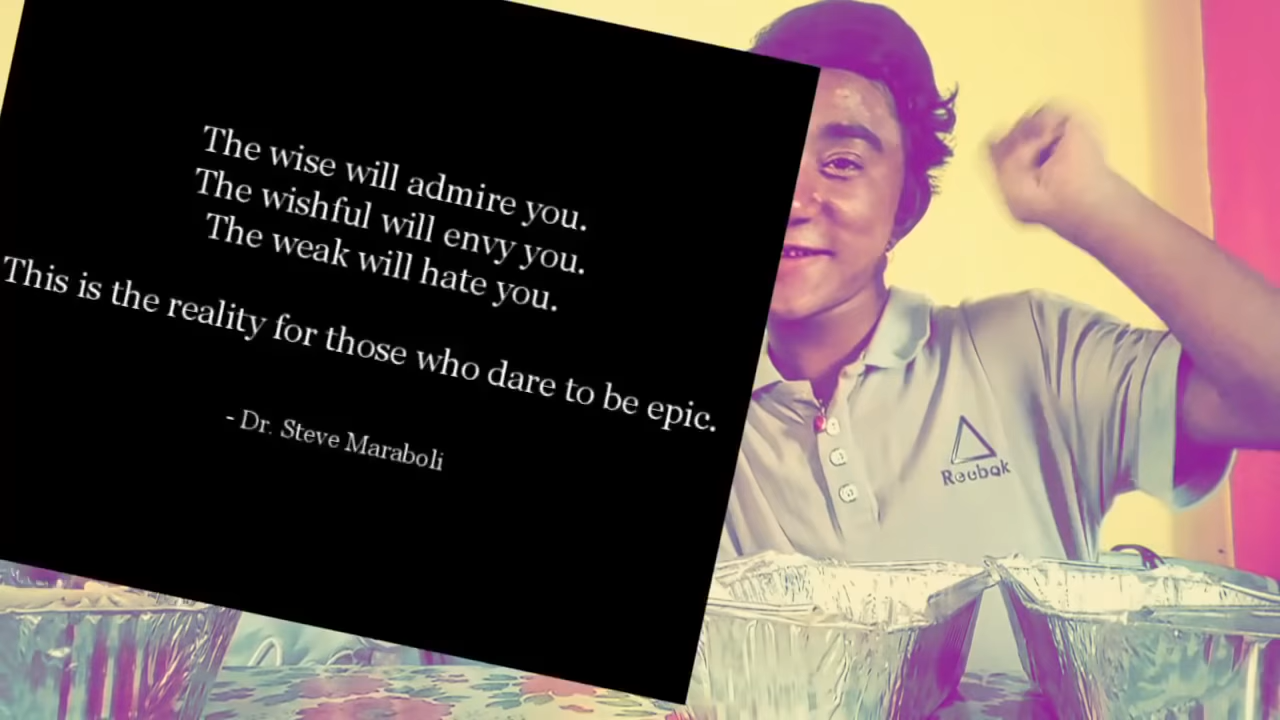 The wise will admire you.
The wishful will envy you.
The weak will hate you.
This is the reality for those who dare to be epic.
- Dr. Steve Maraboli
Reebok